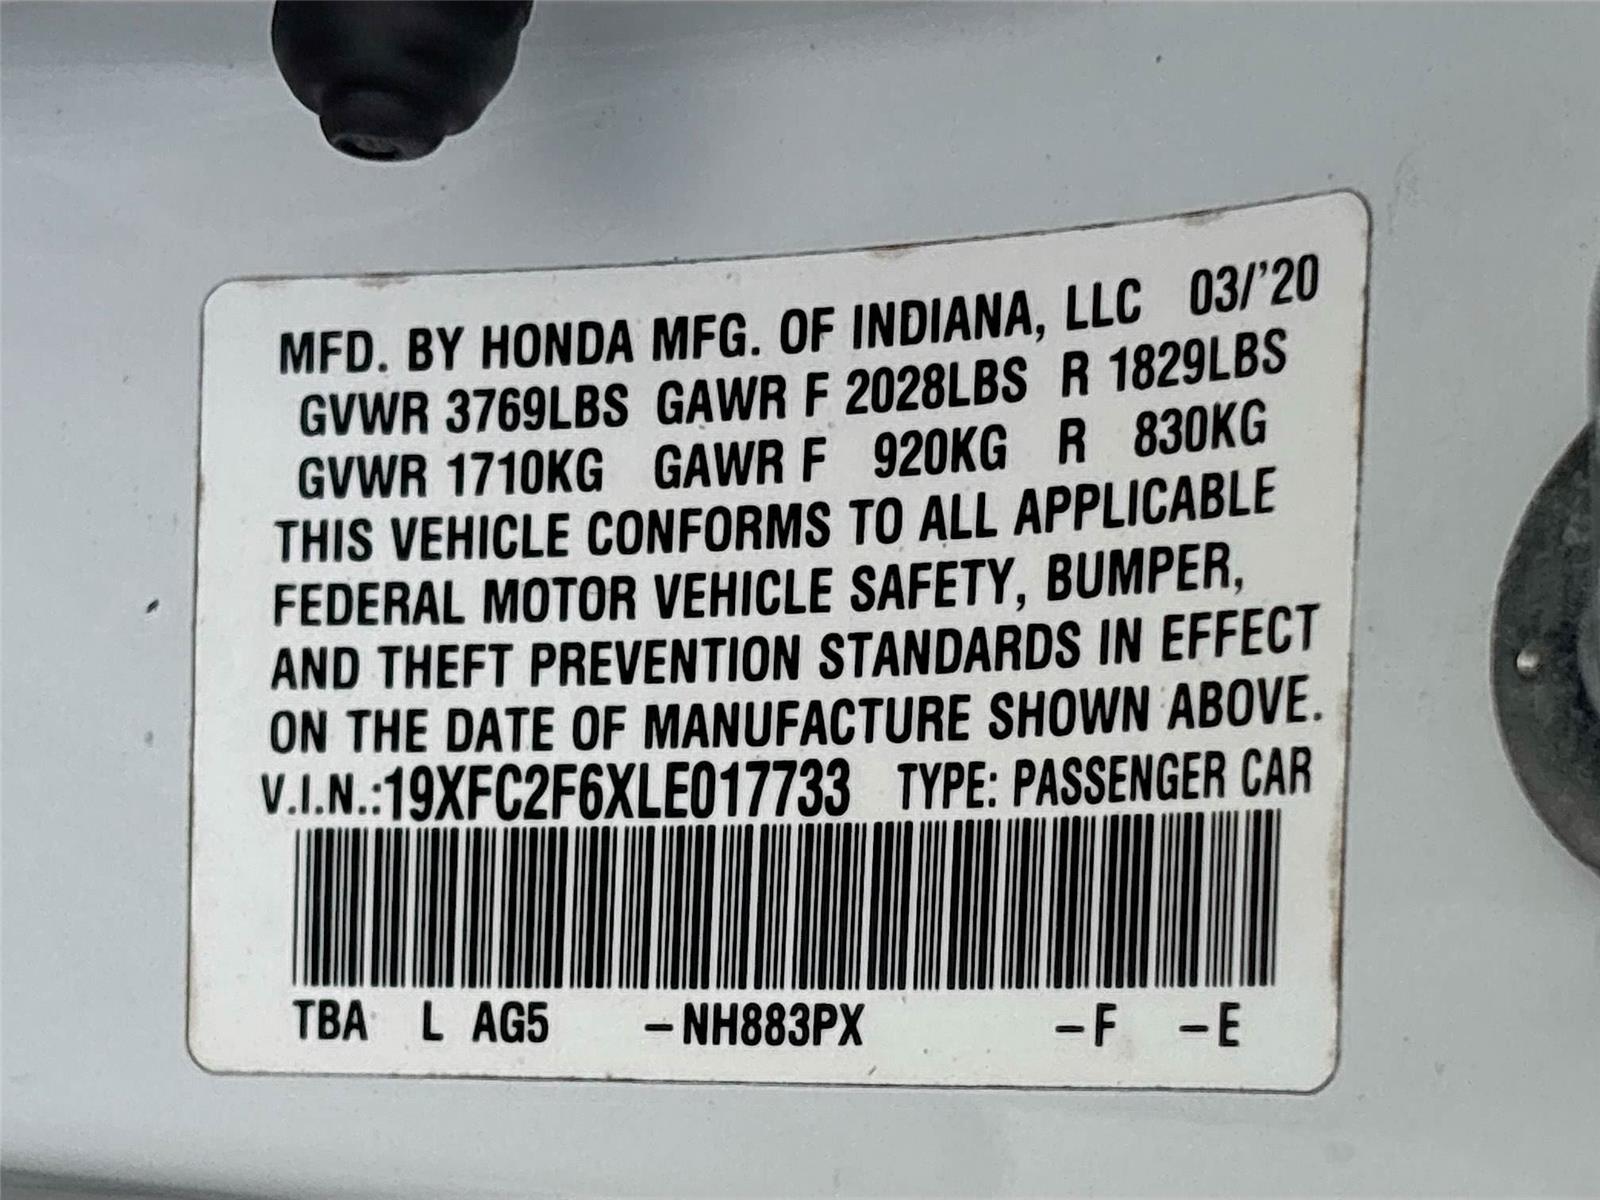 MFD. BY HONDA MFG. OF INDIANA, LLC 03/'20
GVWR 3769LBS GAWR F 2028LBS R 1829LBS
GVWR 1710KG GAWR F 920KG R 830KG
THIS VEHICLE CONFORMS TO ALL APPLICABLE
FEDERAL MOTOR VEHICLE SAFETY, BUMPER,
AND THEFT PREVENTION STANDARDS IN EFFECT
ON THE DATE OF MANUFACTURE SHOWN ABOVE.
V.I.N.:19XFC2F6XLE017733 TYPE: PASSENGER CAR
TBA L AG5 –NH883PX –F –E